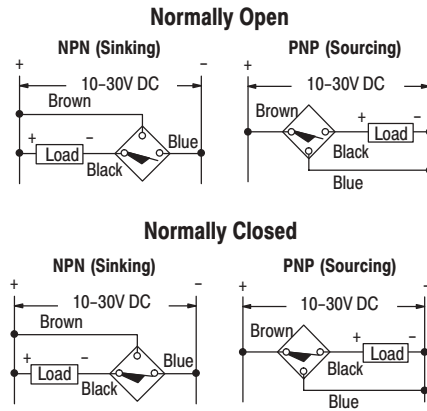 Normally Open
NPN (Sinking)
PNP (Sourcing)
+ −
+
10–30V DC
10–30V DC
Brown
Brown
+ −
Load
Blue
Black
+ −
Load
Black
Blue
Normally Closed
NPN (Sinking)
PNP (Sourcing)
+ −
+ −
10–30V DC
10–30V DC
Brown
Brown
+ −
Load
Blue
Black
+ −
Load
Black
Blue